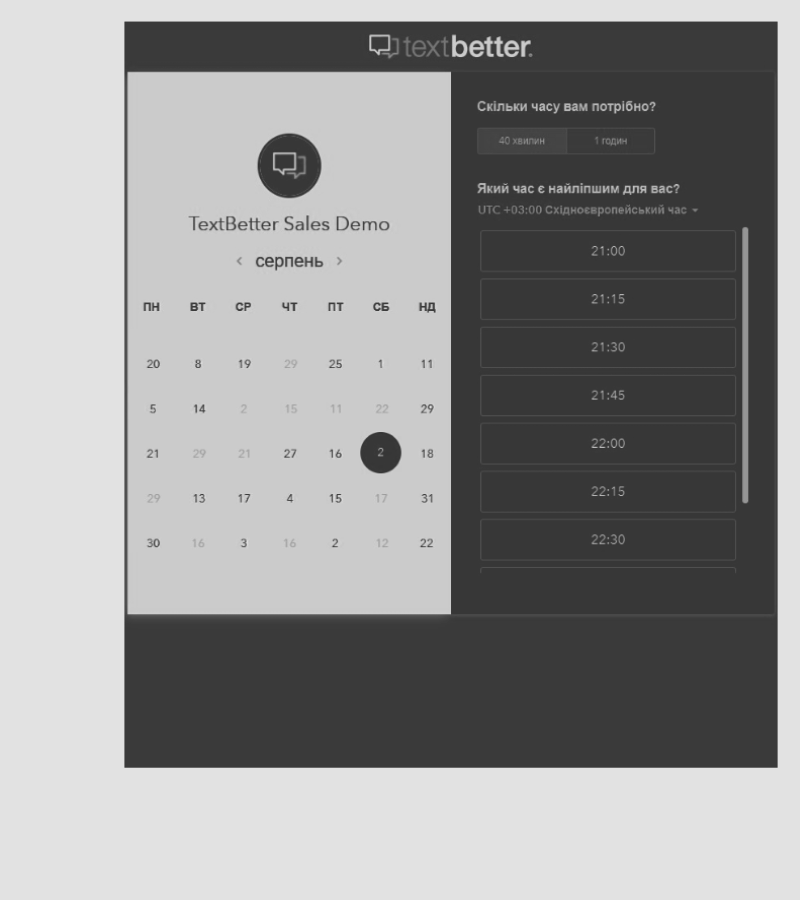 textbetter.
TextBetter Sales Demo
‹ серпень ›
ПН ВТ СР ЧТ ПТ СБ НД
20 8 19 29 25 1 11
5 14 2 15 11 22 29
21 29 21 27 16 2 18
29 13 17 4 15 17 31
30 16 3 16 2 12 22
Скільки часу вам потрібно?
40 хвилин 1 годин
Який час є найліпшим для вас?
UTC +03:00 Східноєвропейський час
21:00
21:15
21:30
21:45
22:00
22:15
22:30